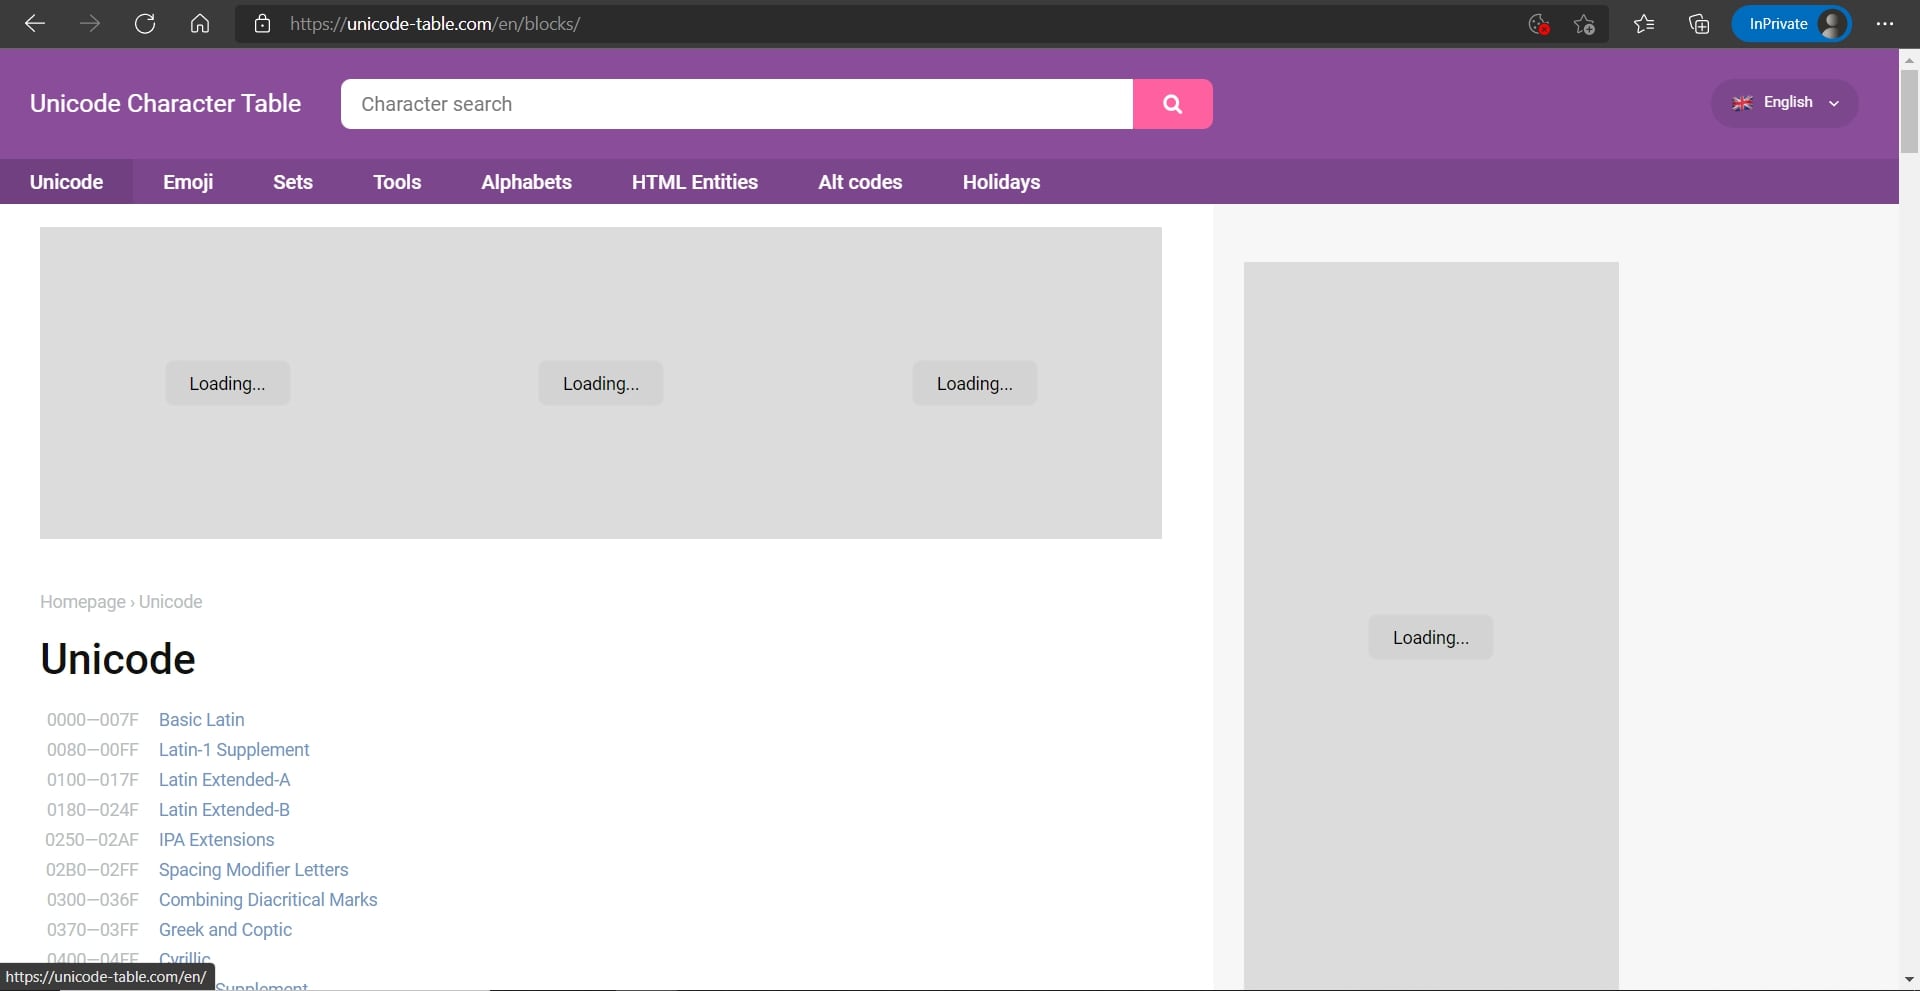 https://unicode-table.com/en/blocks/
InPrivate
Unicode Character Table
Character search
English
Unicode Emoji Sets Tools Alphabets HTML Entities Alt codes Holidays
Loading... Loading... Loading...
Loading...
Homepage › Unicode
Unicode
0000—007F Basic Latin
0080—00FF Latin-1 Supplement
0100—017F Latin Extended-A
0180—024F Latin Extended-B
0250—02AF IPA Extensions
02B0—02FF Spacing Modifier Letters
0300—036F Combining Diacritical Marks
0370—03FF Greek and Coptic
0400—04FF Cyrillic
Supplement
https://unicode-table.com/en/